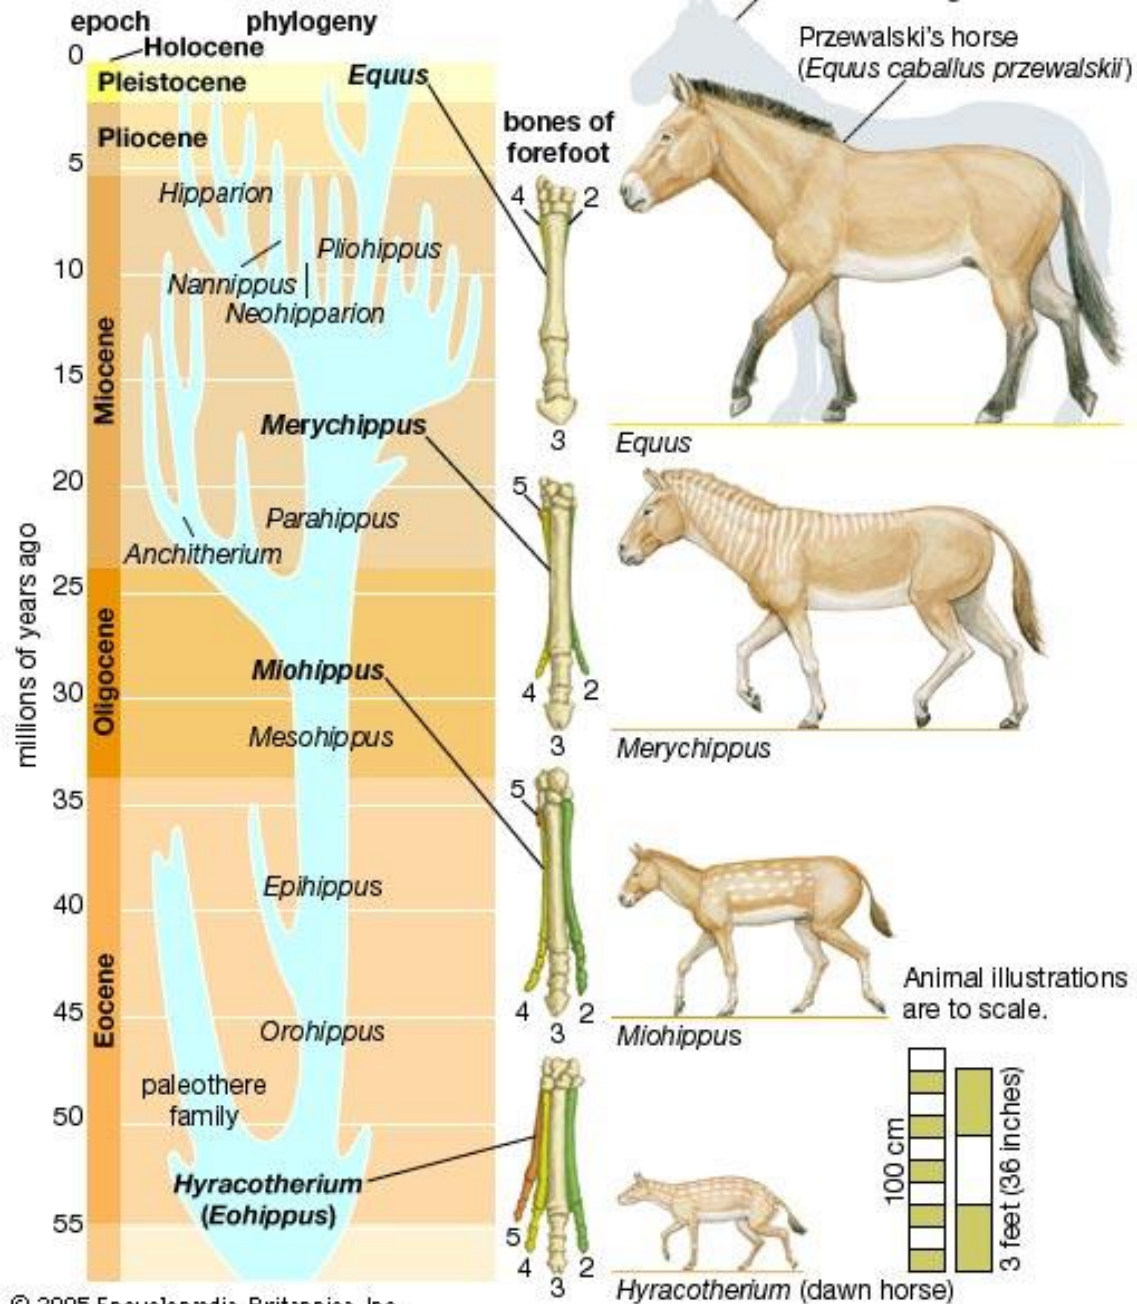 epoch phylogeny
0
Holocene
Pleistocene
Equus
Pliocene
5
Hipparion
Pliohippus
10
Nannippus
Neohipparion
Miocene
15
Merychippus
20
Parahippus
Anchitherium
millions of years ago
25
Oligocene
Miohippus
30
Mesohippus
35
Epihippus
40
Eocene
45
Orohippus
paleothere
family
50
Hyracotherium
(Eohippus)
55
bones of
forefoot
4 2
3
5
4 2
3
5
4 2
3
5
4 2
3
Przewalski's horse
(Equus caballus przewalskii)
Equus
Merychippus
Miohippus
Animal illustrations
are to scale.
100 cm
3 feet (36 inches)
Hyracotherium (dawn horse)
© 2005 Encyclopædia Britannica, Inc.